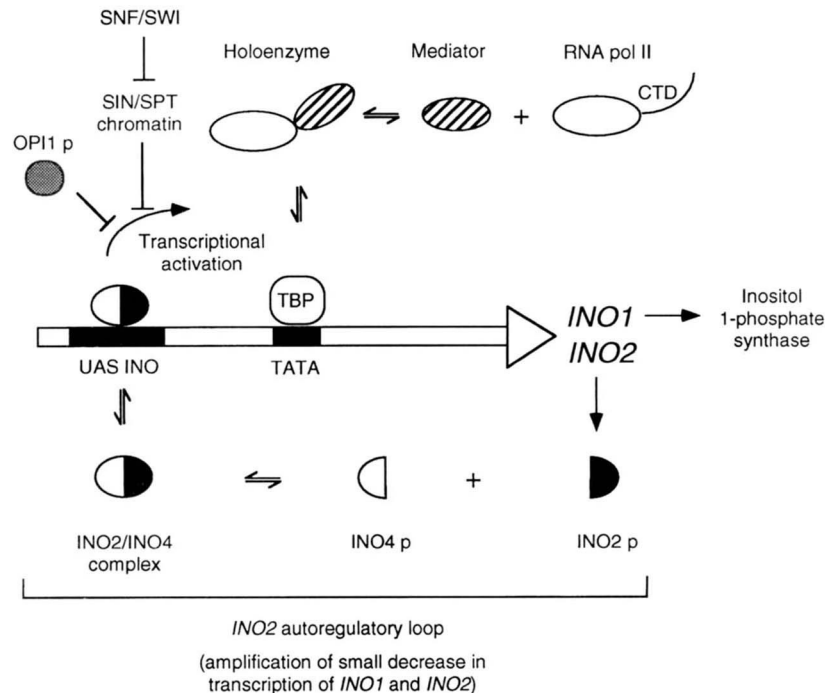 SNF/SWI
Holoenzyme
Mediator
RNA pol II
CTD
SIN/SPT
chromatin
+
OPI1 p
Transcriptional
activation
TBP
INO1
INO2
Inositol
1-phosphate
synthase
UAS INO
TATA
+
INO2/INO4
complex
INO4 p
INO2 p
INO2 autoregulatory loop
(amplification of small decrease in
transcription of INO1 and INO2)